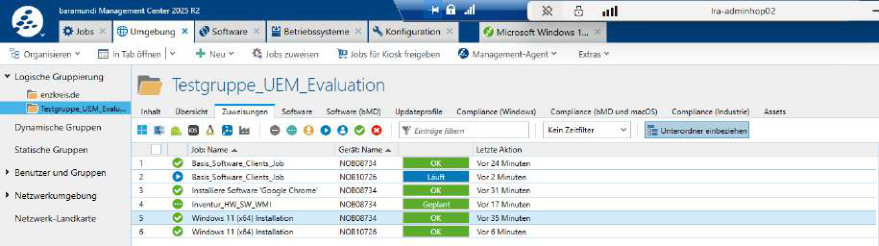 baramundi Management Center 2025 R2
lra-adminhop02
Jobs Umgebung Software Betriebssysteme Konfiguration Microsoft Windows 1...
Organisieren In Tab öffnen Neu Jobs zuweisen Jobs für Kiosk freigeben Management-Agent Extras
Logische Gruppierung
enzkreis.de
Testgruppe_UEM_Evalu...
Dynamische Gruppen
Statische Gruppen
Benutzer und Gruppen
Netzwerkumgebung
Netzwerk-Landkarte
Testgruppe_UEM_Evaluation
Inhalt Übersicht Zuweisungen Software Software (bMD) Updateprofile Compliance (Windows) Compliance (bMD und macOS) Compliance (Industrie) Assets
iOS
Einträge filtern Kein Zeitfilter Unterordner einbeziehen
Job: Name Gerät: Name Letzte Aktion
1 Basis_Software_Clients_Job NOB08734 OK Vor 24 Minuten
2 Basis_Software_Clients_Job NOB10726 Läuft Vor 2 Minuten
3 Installiere Software 'Google Chrome' NOB08734 OK Vor 31 Minuten
4 Inventur_HW_SW_WMI NOB08734 Geplant Vor 17 Minuten
5 Windows 11 (x64) Installation NOB08734 OK Vor 35 Minuten
6 Windows 11 (x64) Installation NOB10726 OK Vor 6 Minuten